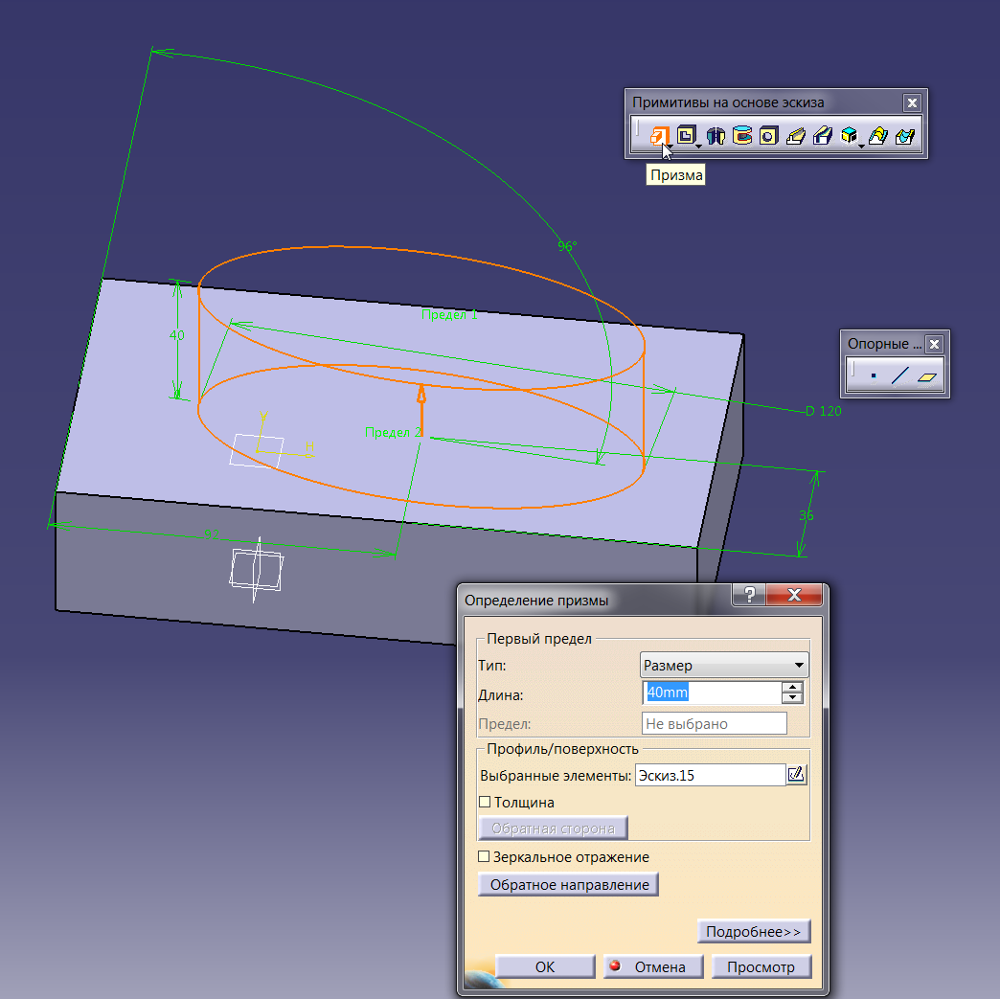 Примитивы на основе эскиза
Призма
96°
Предел 1
40
Опорные ...
D 120
Предел 2
36
Определение призмы
Первый предел
Тип:
Размер
Длина:
40mm
Предел:
Не выбрано
Профиль/поверхность
Выбранные элементы:
Эскиз.15
Толщина
Обратная сторона
Зеркальное отражение
Обратное направление
Подробнее>>
ОК
Отмена
Просмотр